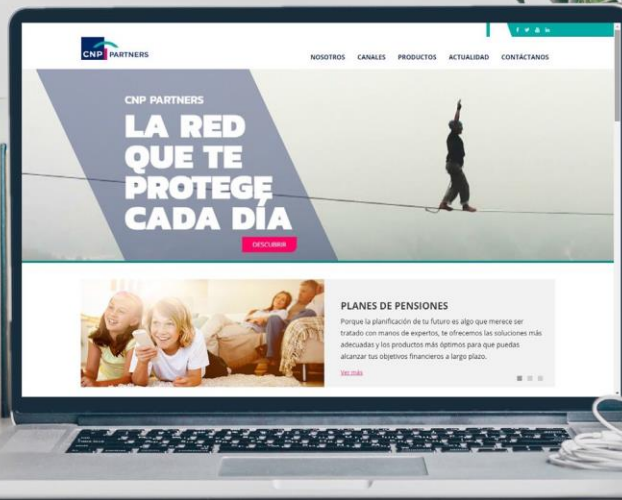 CNP PARTNERS
NOSOTROS CANALES PRODUCTOS ACTUALIDAD CONTÁCTANOS
CNP PARTNERS
LA RED
QUE TE
PROTEGE
CADA DÍA
DESCUBRIR
PLANES DE PENSIONES
Porque la planificación de tu futuro es algo que merece ser
tratado con manos de expertos, te ofrecemos las soluciones más
adecuadas y los productos más óptimos para que puedas
alcanzar tus objetivos financieros a largo plazo.
Ver más